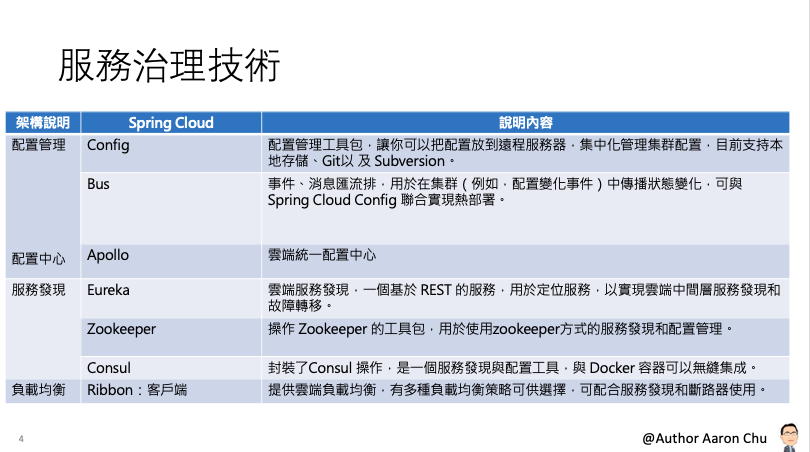 服務治理技術
架構說明 Spring Cloud 說明內容
配置管理 Config 配置管理工具包，讓你可以把配置放到遠程服務器，集中化管理集群配置，目前支持本
地存儲、Git以 及 Subversion。
Bus 事件、消息匯流排，用於在集群（例如，配置變化事件）中傳播狀態變化，可與
Spring Cloud Config 聯合實現熱部署。
配置中心 Apollo 雲端統一配置中心
服務發現 Eureka 雲端服務發現，一個基於 REST 的服務，用於定位服務，以實現雲端中間層服務發現和
故障轉移。
Zookeeper 操作 Zookeeper 的工具包，用於使用zookeeper方式的服務發現和配置管理。
Consul 封裝了Consul 操作，是一個服務發現與配置工具，與 Docker 容器可以無縫集成。
負載均衡 Ribbon：客戶端 提供雲端負載均衡，有多種負載均衡策略可供選擇，可配合服務發現和斷路器使用。
4
@Author Aaron Chu